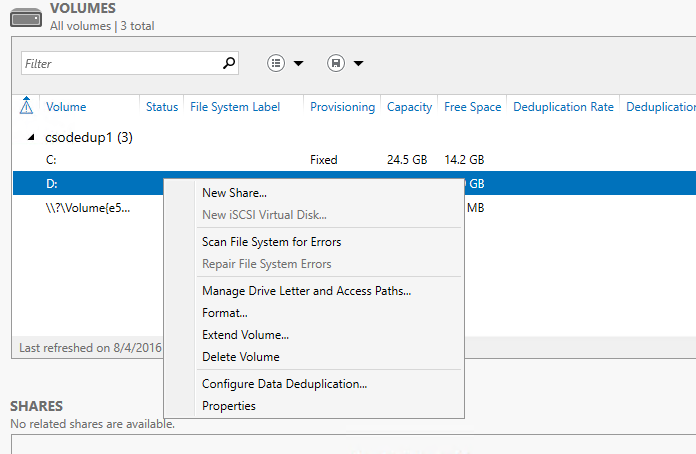 VOLUMES
All volumes | 3 total
Filter
Volume Status File System Label Provisioning Capacity Free Space Deduplication Rate Deduplication
csodedup1 (3)
C: Fixed 24.5 GB 14.2 GB
D: GB
\\?\Volume{e5... MB
New Share...
New iSCSI Virtual Disk...
Scan File System for Errors
Repair File System Errors
Manage Drive Letter and Access Paths...
Format...
Extend Volume...
Delete Volume
Configure Data Deduplication...
Properties
Last refreshed on 8/4/2016
SHARES
No related shares are available.